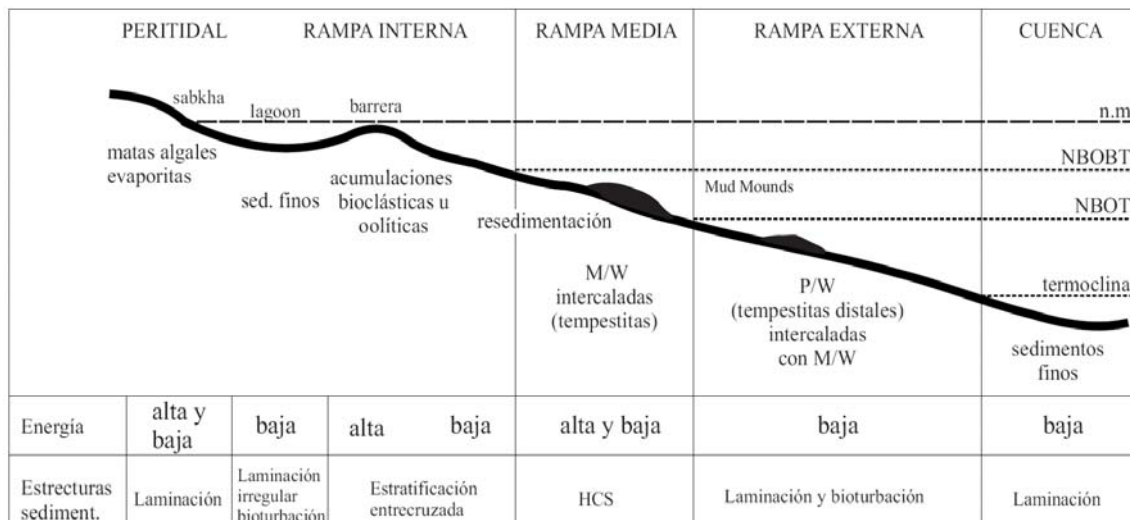 PERITIDAL
RAMPA INTERNA
RAMPA MEDIA
RAMPA EXTERNA
CUENCA
sabkha
lagoon
barrera
n.m
matas algales
evaporitas
sed. finos
acumulaciones
bioclásticas u
oolíticas
NBOBT
Mud Mounds
NBOT
resedimentación
M/W
intercaladas
(tempestitas)
P/W
(tempestitas distales)
intercaladas
con M/W
termoclina
sedimentos
finos
Energía
alta y
baja
baja
alta
baja
alta y baja
baja
baja
Estrecturas
sediment.
Laminación
Laminación
irregular
bioturbación
Estratificación
entrecruzada
HCS
Laminación y bioturbación
Laminación